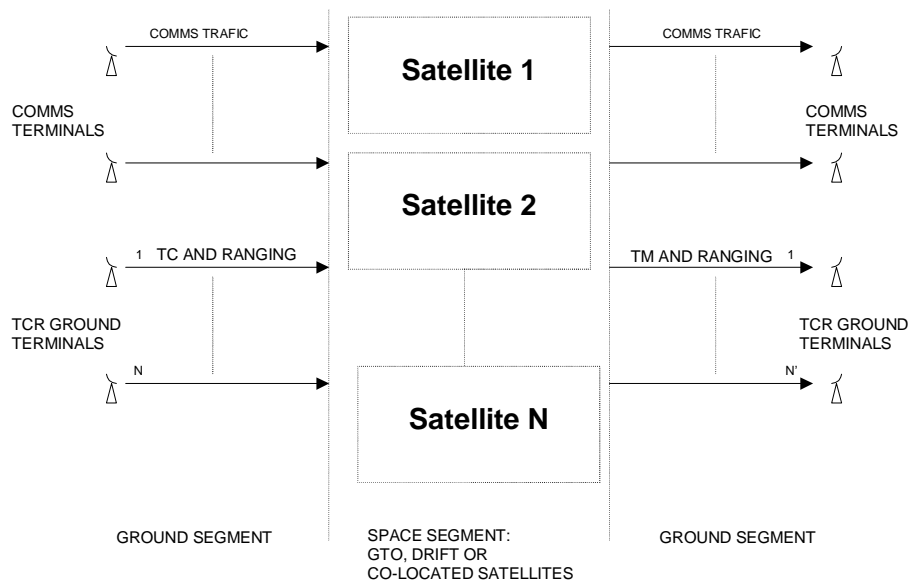 COMMS TRAFIC
Satellite 1
COMMS TRAFIC
COMMS
TERMINALS
COMMS
TERMINALS
Satellite 2
1 TC AND RANGING
TM AND RANGING 1
TCR GROUND
TERMINALS
TCR GROUND
TERMINALS
N
N'
Satellite N
GROUND SEGMENT
SPACE SEGMENT:
GTO, DRIFT OR
CO-LOCATED SATELLITES
GROUND SEGMENT